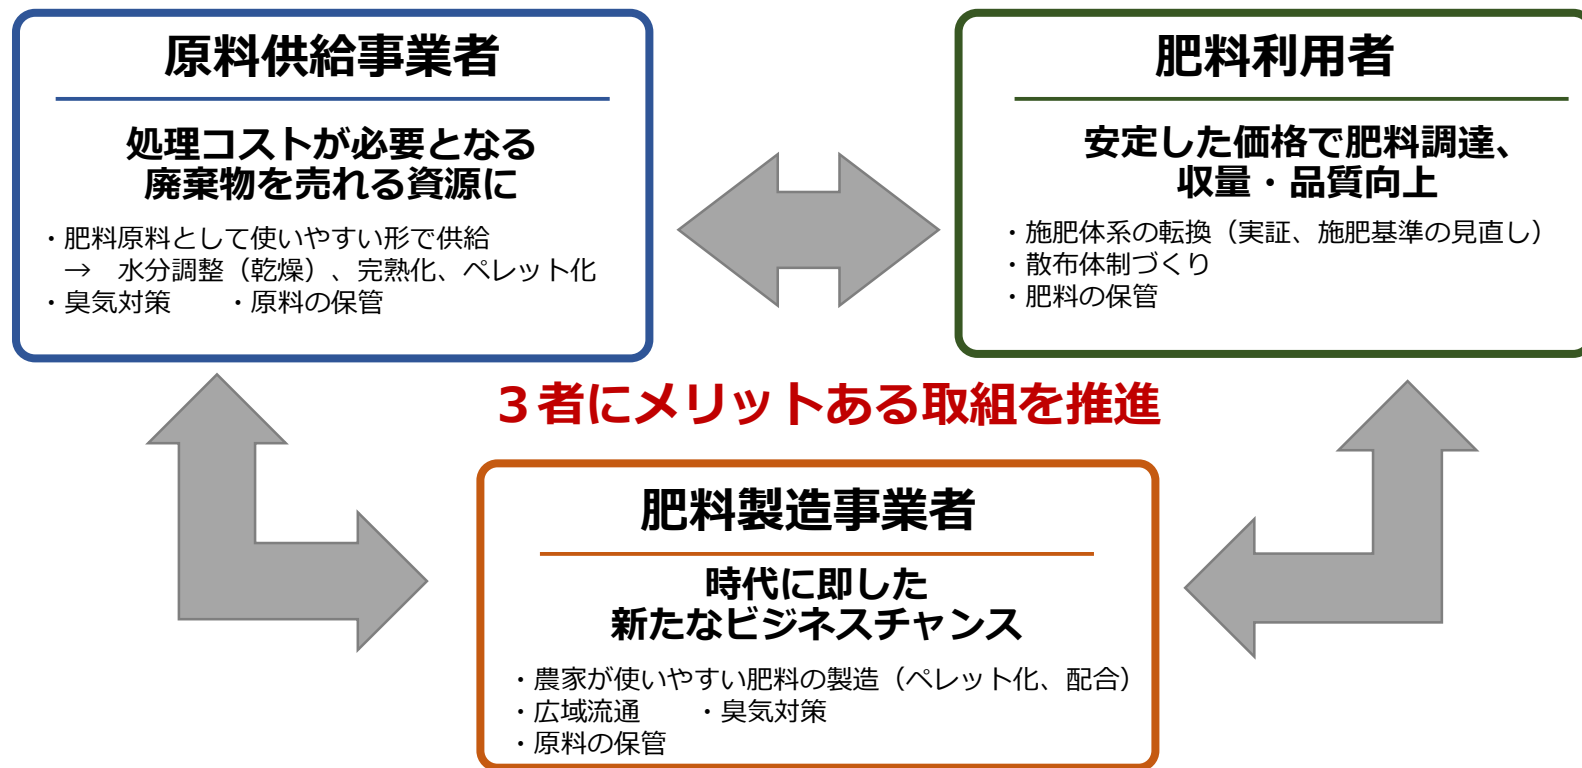 原料供給事業者
処理コストが必要となる
廃棄物を売れる資源に
・肥料原料として使いやすい形で供給
→　水分調整（乾燥）、完熟化、ペレット化
・臭気対策　　・原料の保管
肥料利用者
安定した価格で肥料調達、
収量・品質向上
・施肥体系の転換（実証、施肥基準の見直し）
・散布体制づくり
・肥料の保管
３者にメリットある取組を推進
肥料製造事業者
時代に即した
新たなビジネスチャンス
・農家が使いやすい肥料の製造（ペレット化、配合）
・広域流通　　・臭気対策
・原料の保管